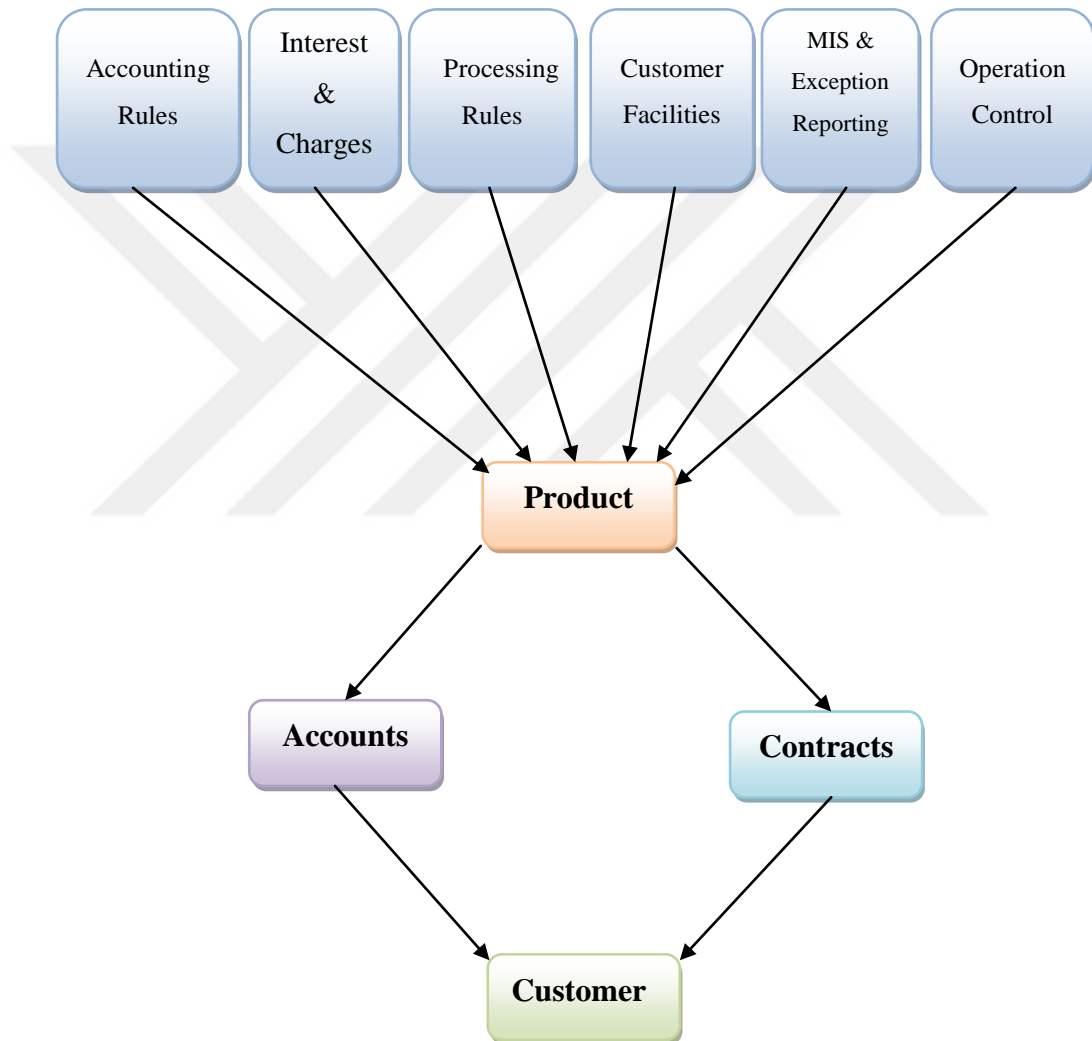 Accounting
Rules
Interest
&
Charges
Processing
Rules
Customer
Facilities
MIS &
Exception
Reporting
Operation
Control
Product
Accounts
Contracts
Customer